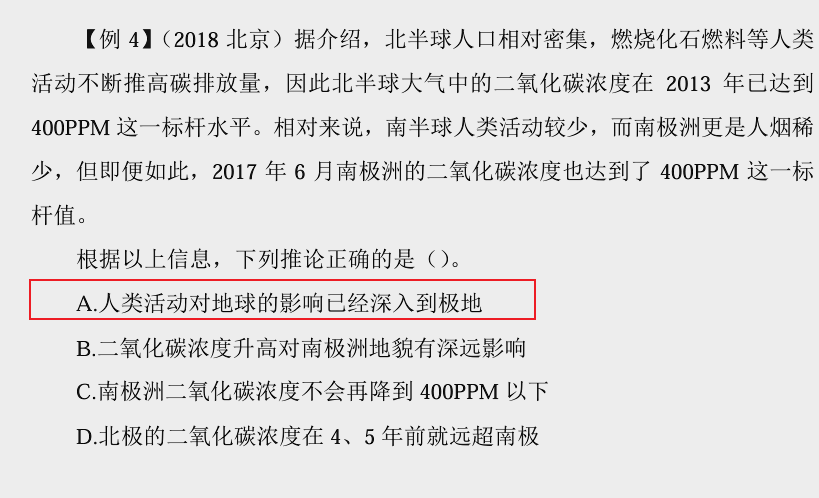 【例 4】（2018 北京）据介绍，北半球人口相对密集，燃烧化石燃料等人类
活动不断推高碳排放量，因此北半球大气中的二氧化碳浓度在 2013 年已达到
400PPM 这一标杆水平。相对来说，南半球人类活动较少，而南极洲更是人烟稀
少，但即便如此，2017 年 6 月南极洲的二氧化碳浓度也达到了 400PPM 这一标
杆值。
根据以上信息，下列推论正确的是（）。
A.人类活动对地球的影响已经深入到极地
B.二氧化碳浓度升高对南极洲地貌有深远影响
C.南极洲二氧化碳浓度不会再降到 400PPM 以下
D.北极的二氧化碳浓度在 4、5 年前就远超南极